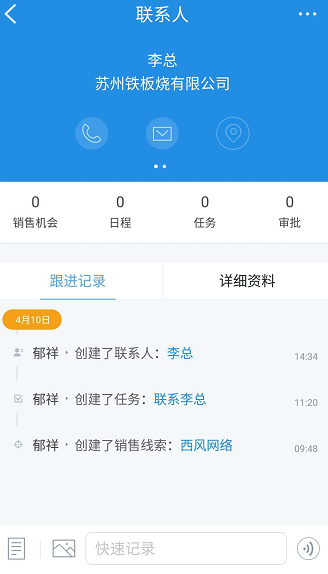 联系人
李总
苏州铁板烧有限公司
0 0 0 0
销售机会 日程 任务 审批
跟进记录 详细资料
4月10日
郁祥 · 创建了联系人：李总 14:34
郁祥 · 创建了任务：联系李总 11:20
郁祥 · 创建了销售线索：西风网络 09:48
快速记录